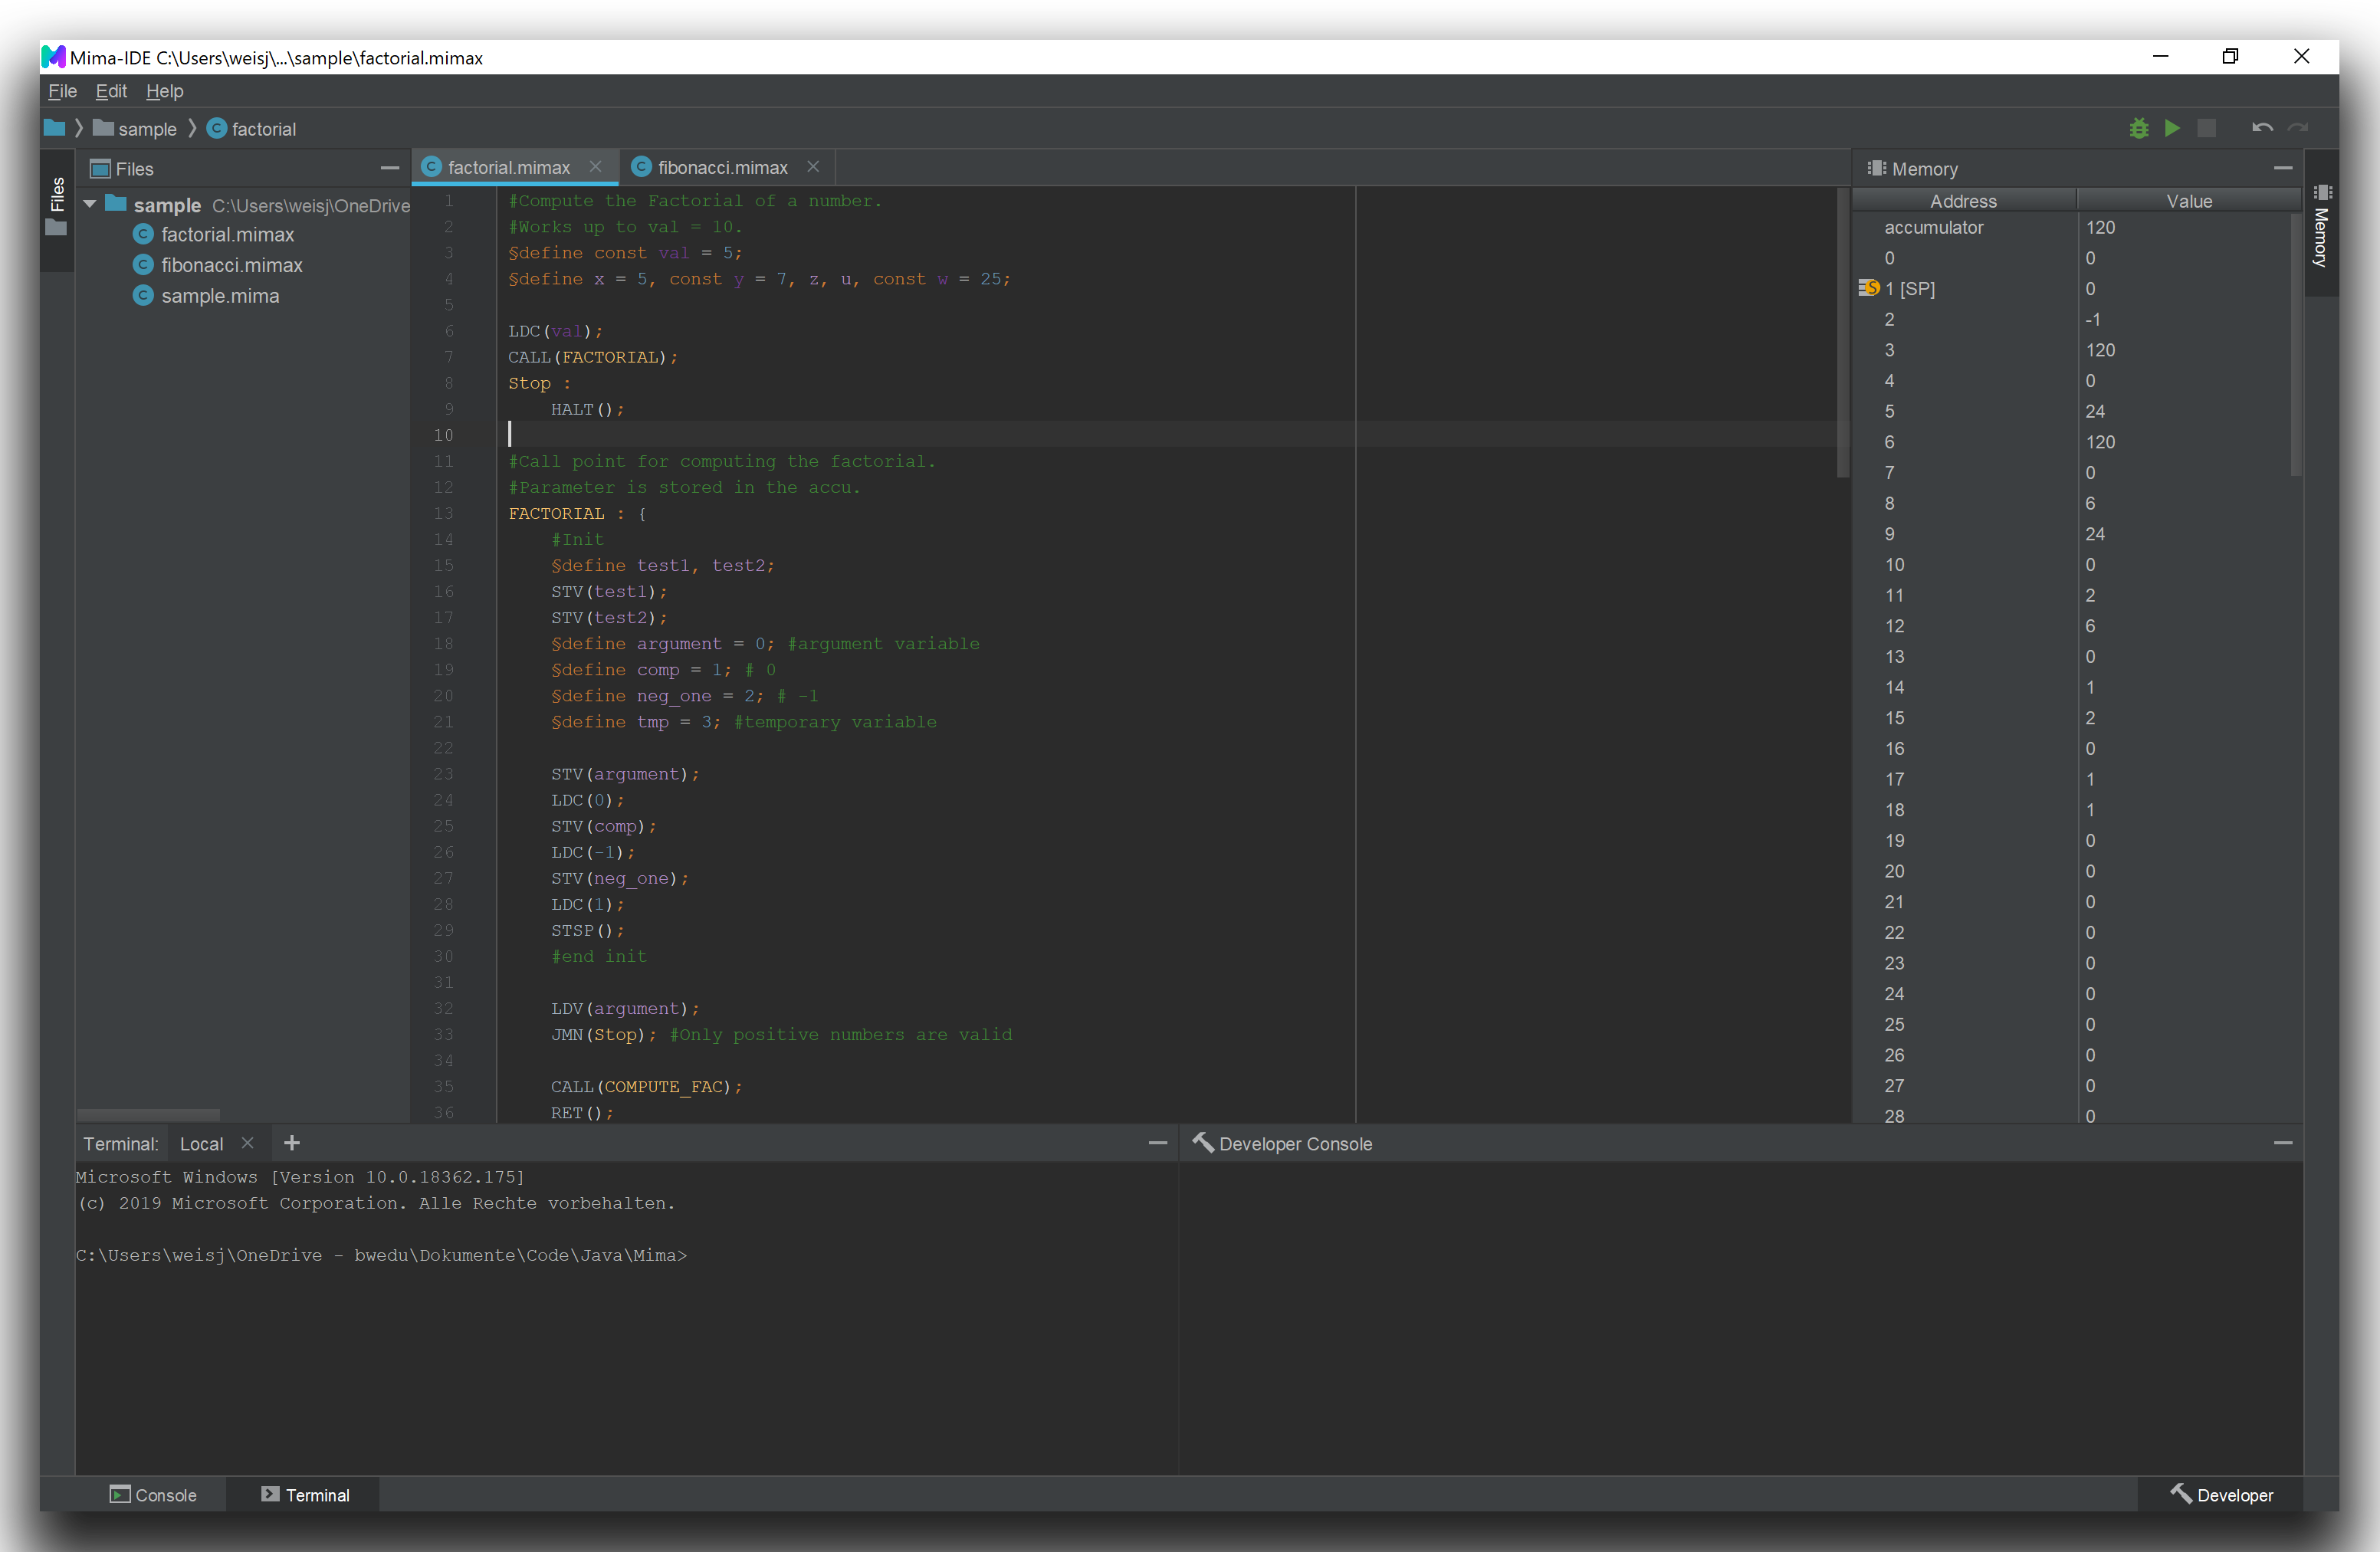 Mima-IDE C:\Users\weisj\...\sample\factorial.mimax
File Edit Help
sample factorial
Files
Files
sample C:\Users\weisj\OneDrive
factorial.mimax
fibonacci.mimax
sample.mima
factorial.mimax fibonacci.mimax
1 #Compute the Factorial of a number.
2 #Works up to val = 10.
3 §define const val = 5;
4 §define x = 5, const y = 7, z, u, const w = 25;
5
6 LDC(val);
7 CALL(FACTORIAL);
8 Stop :
9 HALT();
10
11 #Call point for computing the factorial.
12 #Parameter is stored in the accu.
13 FACTORIAL : {
14 #Init
15 §define test1, test2;
16 STV(test1);
17 STV(test2);
18 §define argument = 0; #argument variable
19 §define comp = 1; # 0
20 §define neg_one = 2; # -1
21 §define tmp = 3; #temporary variable
22
23 STV(argument);
24 LDC(0);
25 STV(comp);
26 LDC(-1);
27 STV(neg_one);
28 LDC(1);
29 STSP();
30 #end init
31
32 LDV(argument);
33 JMN(Stop); #Only positive numbers are valid
34
35 CALL(COMPUTE_FAC);
36 RET();
Memory
Address Value
accumulator 120
0 0
S 1 [SP] 0
2 -1
3 120
4 0
5 24
6 120
7 0
8 6
9 24
10 0
11 2
12 6
13 0
14 1
15 2
16 0
17 1
18 1
19 0
20 0
21 0
22 0
23 0
24 0
25 0
26 0
27 0
28 0
Memory
Terminal: Local
Microsoft Windows [Version 10.0.18362.175]
(c) 2019 Microsoft Corporation. Alle Rechte vorbehalten.
C:\Users\weisj\OneDrive - bwedu\Dokumente\Code\Java\Mima>
Developer Console
Console Terminal Developer